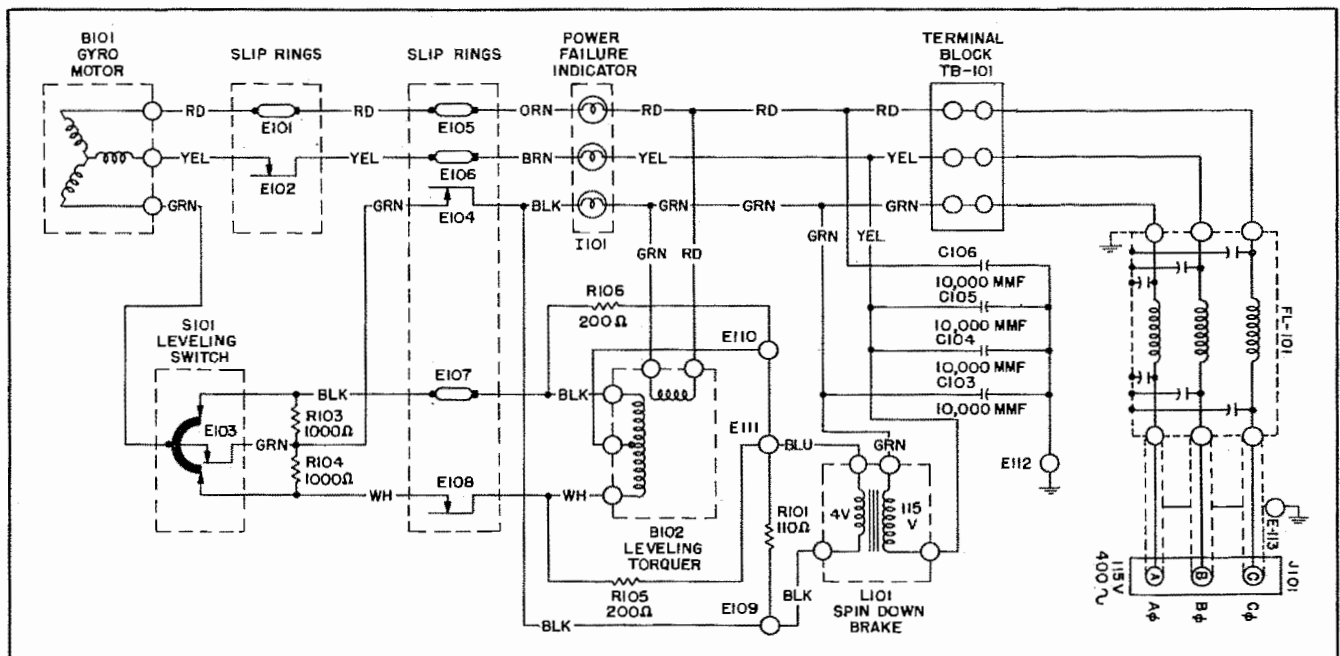 B101
GYRO
MOTOR
SLIP RINGS
SLIP RINGS
POWER
FAILURE
INDICATOR
TERMINAL
BLOCK
TB-101
RD
E101
RD
E105
ORN
RD
RD
RD
YEL
E102
YEL
E106
BRN
YEL
YEL
GRN
GRN
E104
BLK
I101
GRN
GRN
GRN
GRN
RD
GRN
YEL
C106
10,000 MMF
C105
10,000 MMF
C104
10,000 MMF
C103
10,000 MMF
E112
FL-101
R106
200Ω
E110
S101
LEVELING
SWITCH
BLK
E107
BLK
E103
GRN
R103
1000Ω
R104
1000Ω
WH
E108
WH
B102
LEVELING
TORQUER
E111
BLU
GRN
R101
110Ω
4V
115
V
L101
SPIN DOWN
BRAKE
R105
200Ω
E109
BLK
BLK
E-113
J101
115V
400~
A
B
C
Aϕ
Bϕ
Cϕ